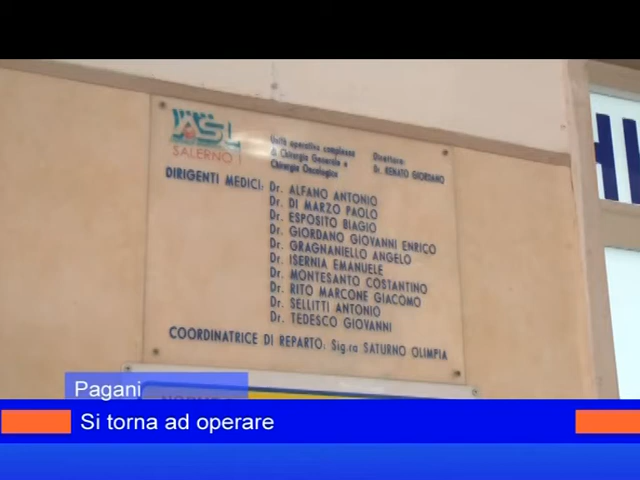 ASL
SALERNO
Unità operativa complessa
di Chirurgia Generale e
Chirurgia Oncologica
Direttore:
Dr. RENATO GIORDANO
DIRIGENTI MEDICI: Dr. ALFANO ANTONIO
Dr. DI MARZO PAOLO
Dr. ESPOSITO BIAGIO
Dr. GIORDANO GIOVANNI ENRICO
Dr. GRAGNANIELLO ANGELO
Dr. ISERNIA EMANUELE
Dr. MONTESANTO COSTANTINO
Dr. RITO MARCONE GIACOMO
Dr. SELLITTI ANTONIO
Dr. TEDESCO GIOVANNI
COORDINATRICE DI REPARTO: Sig.ra SATURNO OLIMPIA
Pagani
Si torna ad operare